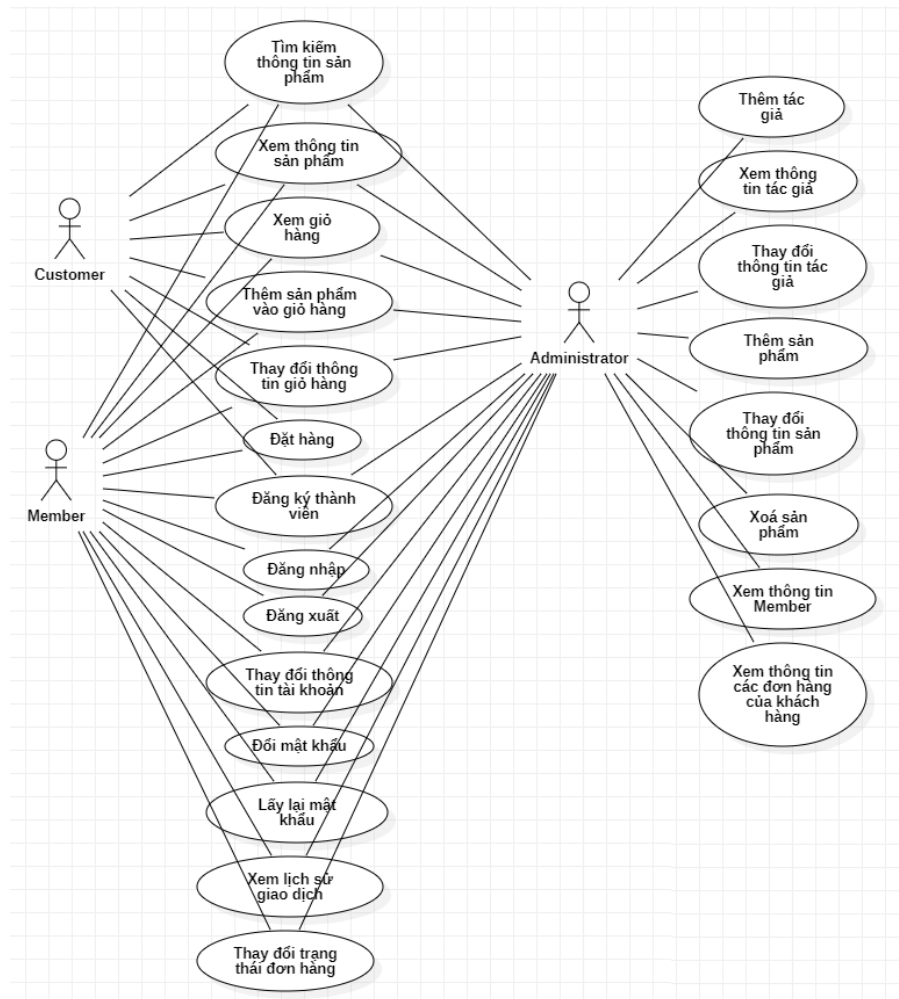 Tìm kiếm
thông tin sản
phẩm
Xem thông tin
sản phẩm
Xem giỏ
hàng
Thêm sản phẩm
vào giỏ hàng
Thay đổi thông
tin giỏ hàng
Đặt hàng
Đăng ký thành
viên
Đăng nhập
Đăng xuất
Thay đổi thông
tin tài khoản
Đổi mật khẩu
Lấy lại mật
khẩu
Xem lịch sử
giao dịch
Thay đổi trạng
thái đơn hàng
Customer
Member
Administrator
Thêm tác
giả
Xem thông
tin tác giả
Thay đổi
thông tin tác
giả
Thêm sản
phẩm
Thay đổi
thông tin sản
phẩm
Xoá sản
phẩm
Xem thông tin
Member
Xem thông tin
các đơn hàng
của khách
hàng